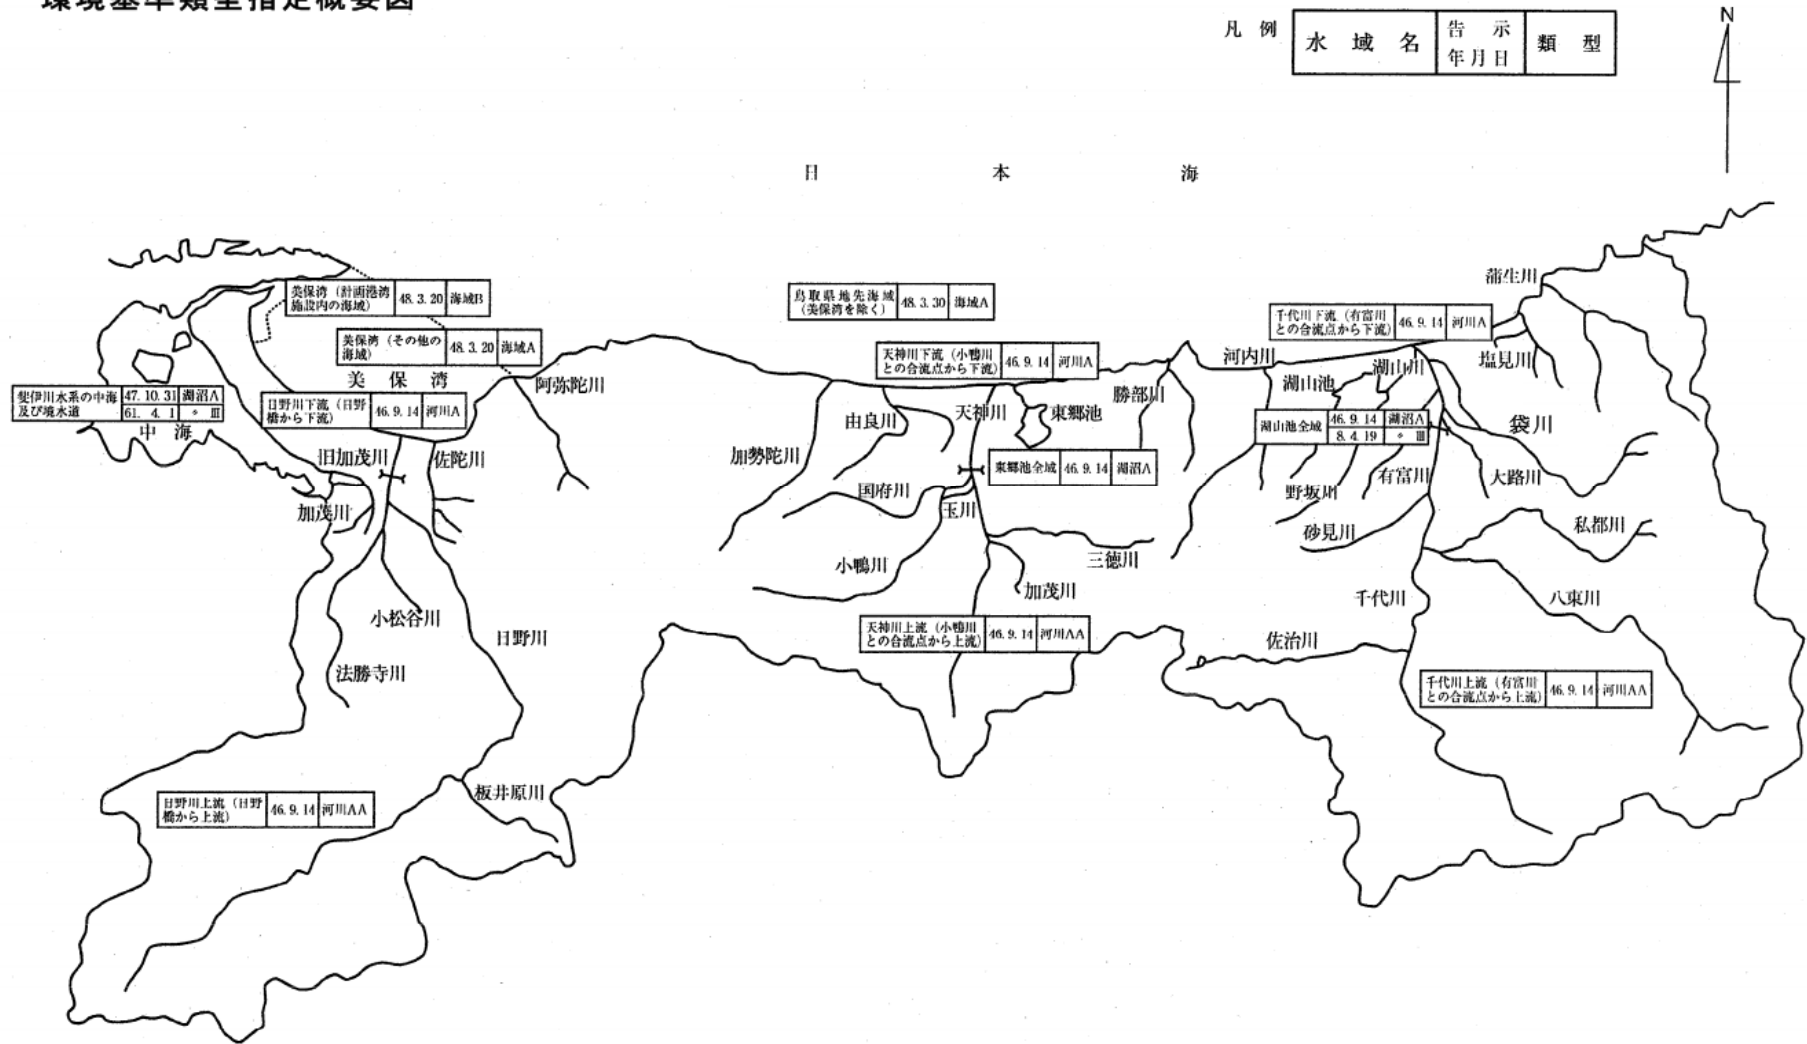 環境基準類型指定概要図
凡 例
水 域 名
告 示
年月日
類 型
N
日 本 海
美保湾（計画港湾
施設内の海域）
48. 3. 20
海域B
美保湾（その他の
海域）
48. 3. 20
海域A
美 保 湾
鳥取県地先海域
（美保湾を除く）
48. 3. 30
海域A
千代川下流（有富川
との合流点から下流）
46. 9. 14
河川A
蒲生川
塩見川
天神川下流（小鴨川
との合流点から下流）
46. 9. 14
河川A
河内川
湖山池
湖山川
阿弥陀川
斐伊川水系の中海
及び境水道
47. 10. 31
湖沼A
61. 4. 1
〃 Ⅲ
中 海
日野川下流（日野
橋から下流）
46. 9. 14
河川A
由良川
天神川
東郷池
勝部川
湖山池全域
46. 9. 14
湖沼A
8. 4. 19
〃 Ⅲ
袋川
旧加茂川
佐陀川
加勢陀川
東郷池全域
46. 9. 14
湖沼A
国府川
玉川
野坂川
有富川
大路川
加茂川
砂見川
私都川
小鴨川
三徳川
加茂川
千代川
八東川
小松谷川
日野川
法勝寺川
天神川上流（小鴨川
との合流点から上流）
46. 9. 14
河川AA
佐治川
千代川上流（有富川
との合流点から上流）
46. 9. 14
河川AA
板井原川
日野川上流（日野
橋から上流）
46. 9. 14
河川AA